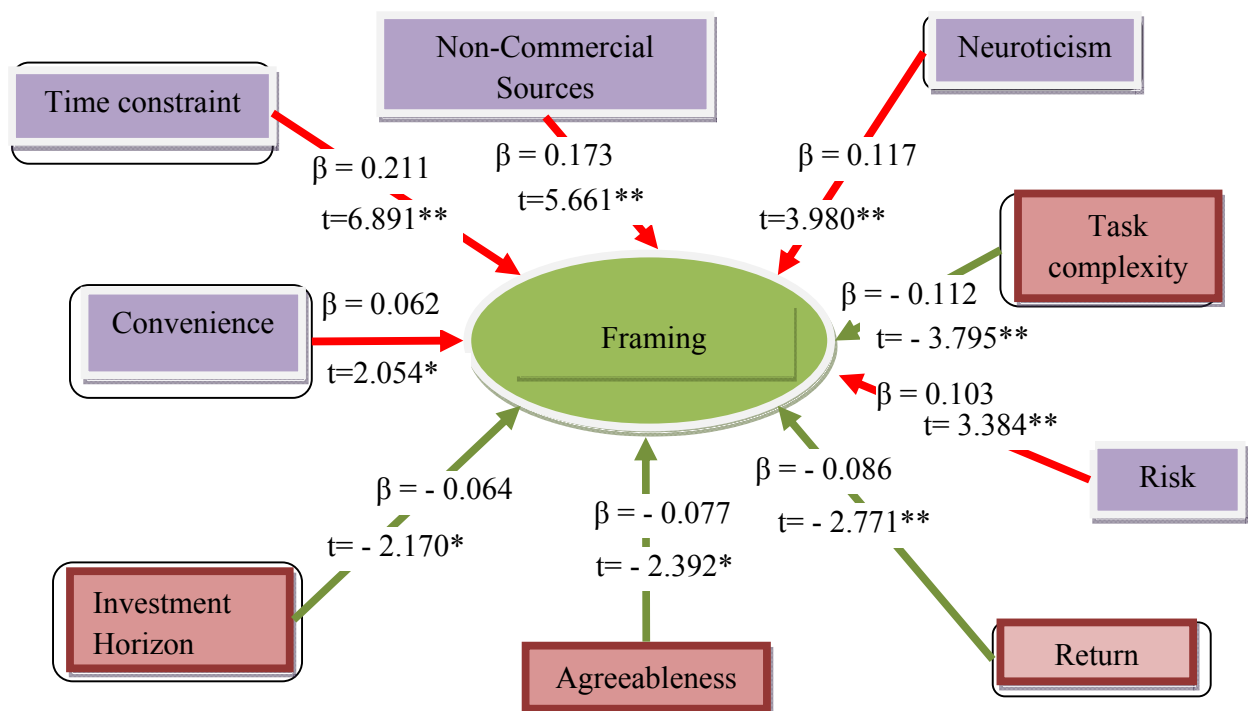 Non-Commercial
Sources
Neuroticism
Time constraint
β = 0.211
t=6.891**
β = 0.173
t=5.661**
β = 0.117
t=3.980**
Task
complexity
β = - 0.112
t= - 3.795**
Convenience
β = 0.062
t=2.054*
Framing
β = 0.103
t= 3.384**
Risk
β = - 0.064
t= - 2.170*
β = - 0.077
t= - 2.392*
β = - 0.086
t= - 2.771**
Investment
Horizon
Agreeableness
Return